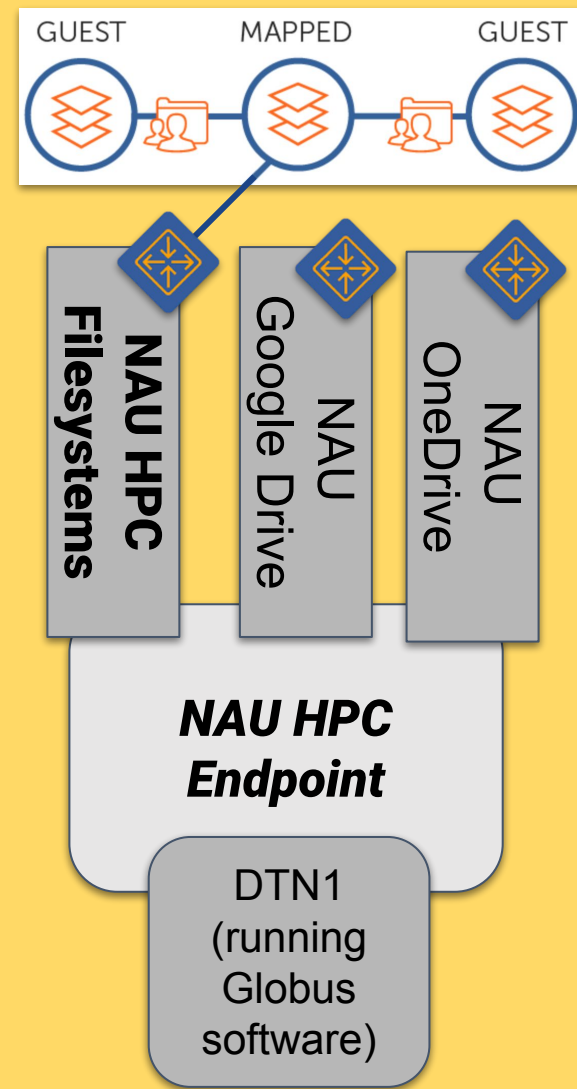 GUEST MAPPED GUEST
NAU HPC
Filesystems
NAU
Google Drive
NAU
OneDrive
NAU HPC
Endpoint
DTN1
(running
Globus
software)